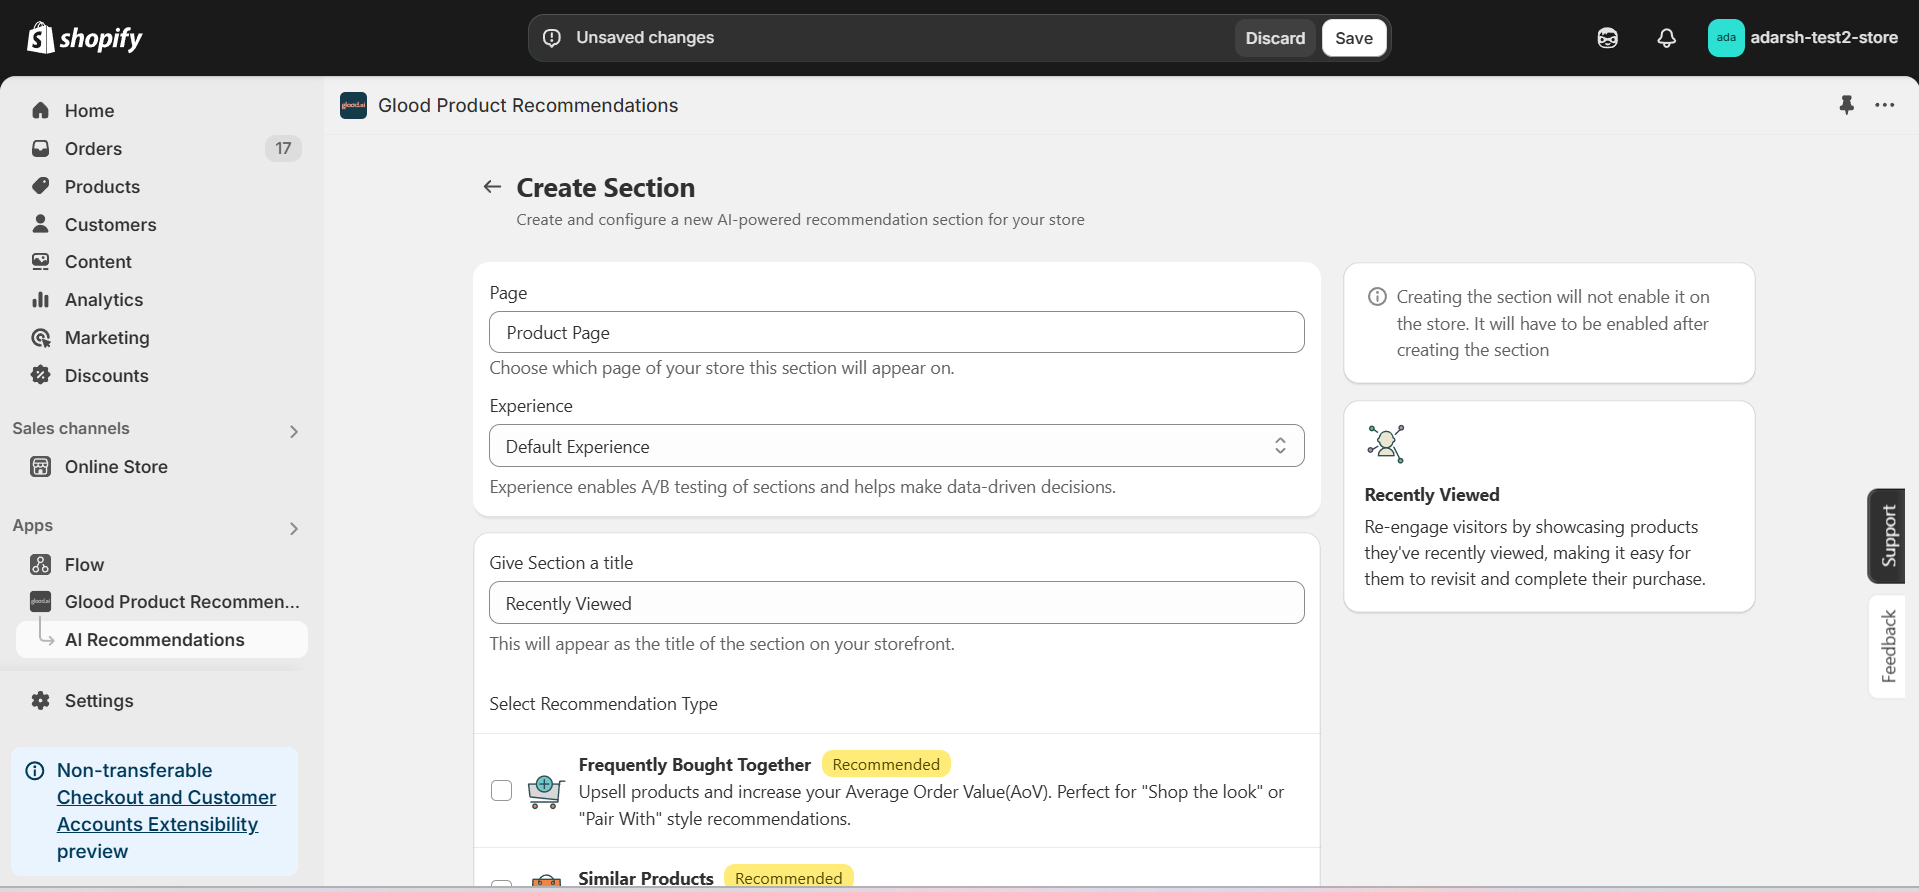 shopify
Unsaved changes
Discard
Save
ada
adarsh-test2-store
Home
Orders
17
Products
Customers
Content
Analytics
Marketing
Discounts
Sales channels
Online Store
Apps
Flow
glood.ai
Glood Product Recommen...
AI Recommendations
Settings
Non-transferable
Checkout and Customer
Accounts Extensibility
preview
glood.ai
Glood Product Recommendations
Create Section
Create and configure a new AI-powered recommendation section for your store
Page
Product Page
Choose which page of your store this section will appear on.
Experience
Default Experience
Experience enables A/B testing of sections and helps make data-driven decisions.
Give Section a title
Recently Viewed
This will appear as the title of the section on your storefront.
Select Recommendation Type
Frequently Bought Together
Recommended
Upsell products and increase your Average Order Value(AoV). Perfect for "Shop the look" or
"Pair With" style recommendations.
Similar Products
Recommended
Creating the section will not enable it on
the store. It will have to be enabled after
creating the section
Recently Viewed
Re-engage visitors by showcasing products
they've recently viewed, making it easy for
them to revisit and complete their purchase.
Support
Feedback